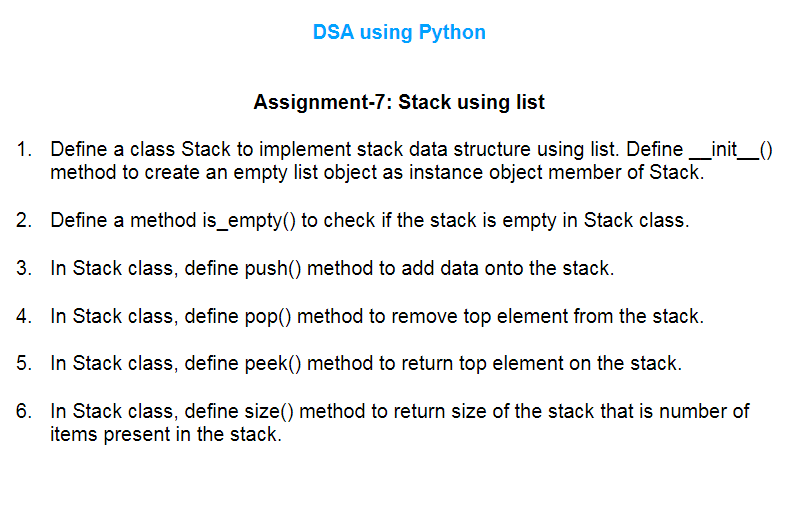 DSA using Python
Assignment-7: Stack using list
1. Define a class Stack to implement stack data structure using list. Define __init__()
method to create an empty list object as instance object member of Stack.
2. Define a method is_empty() to check if the stack is empty in Stack class.
3. In Stack class, define push() method to add data onto the stack.
4. In Stack class, define pop() method to remove top element from the stack.
5. In Stack class, define peek() method to return top element on the stack.
6. In Stack class, define size() method to return size of the stack that is number of
items present in the stack.